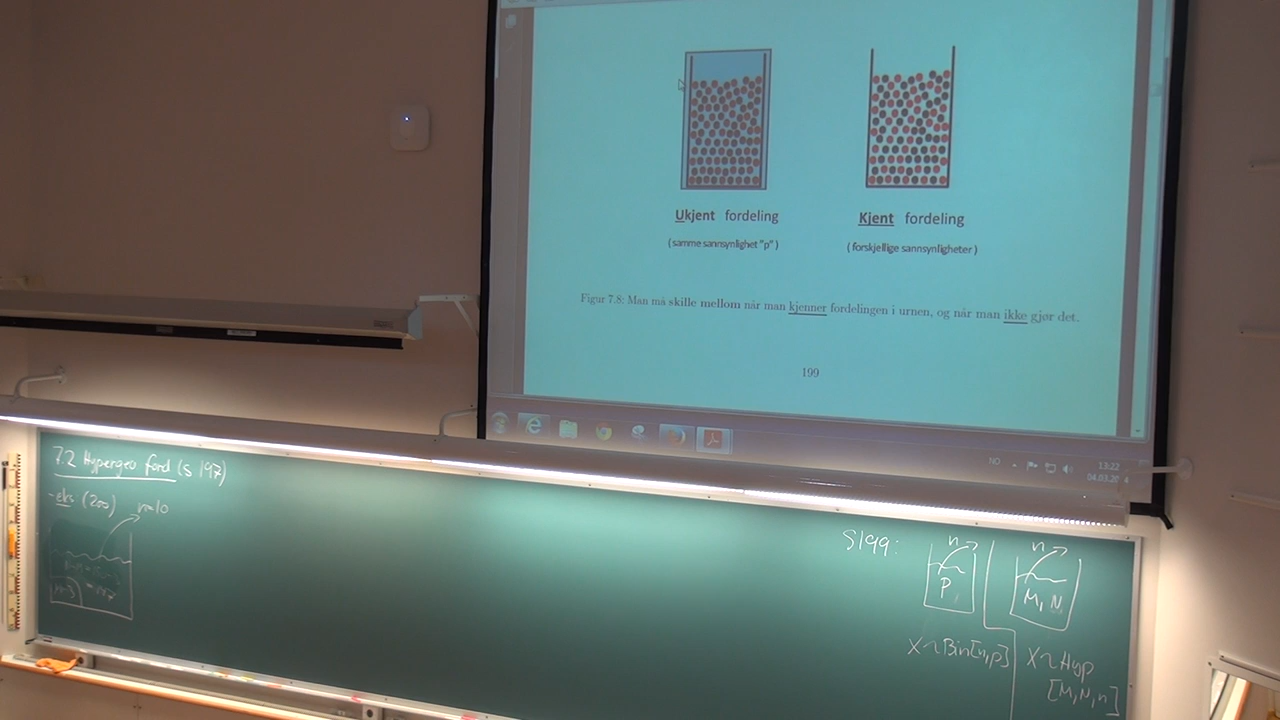 Ukjent fordeling
( samme sannsynlighet "p" )
Kjent fordeling
( forskjellige sannsynligheter )
Figur 7.8: Man må skille mellom når man kjenner fordelingen i urnen, og når man ikke gjør det.
199
NO
13:22
7.2 Hypergeo ford (s 197)
- eks (200)
n=10
S199:
n
P
X~Bin[n,p]
n
M, N
X~Hyp
[M,N,n]